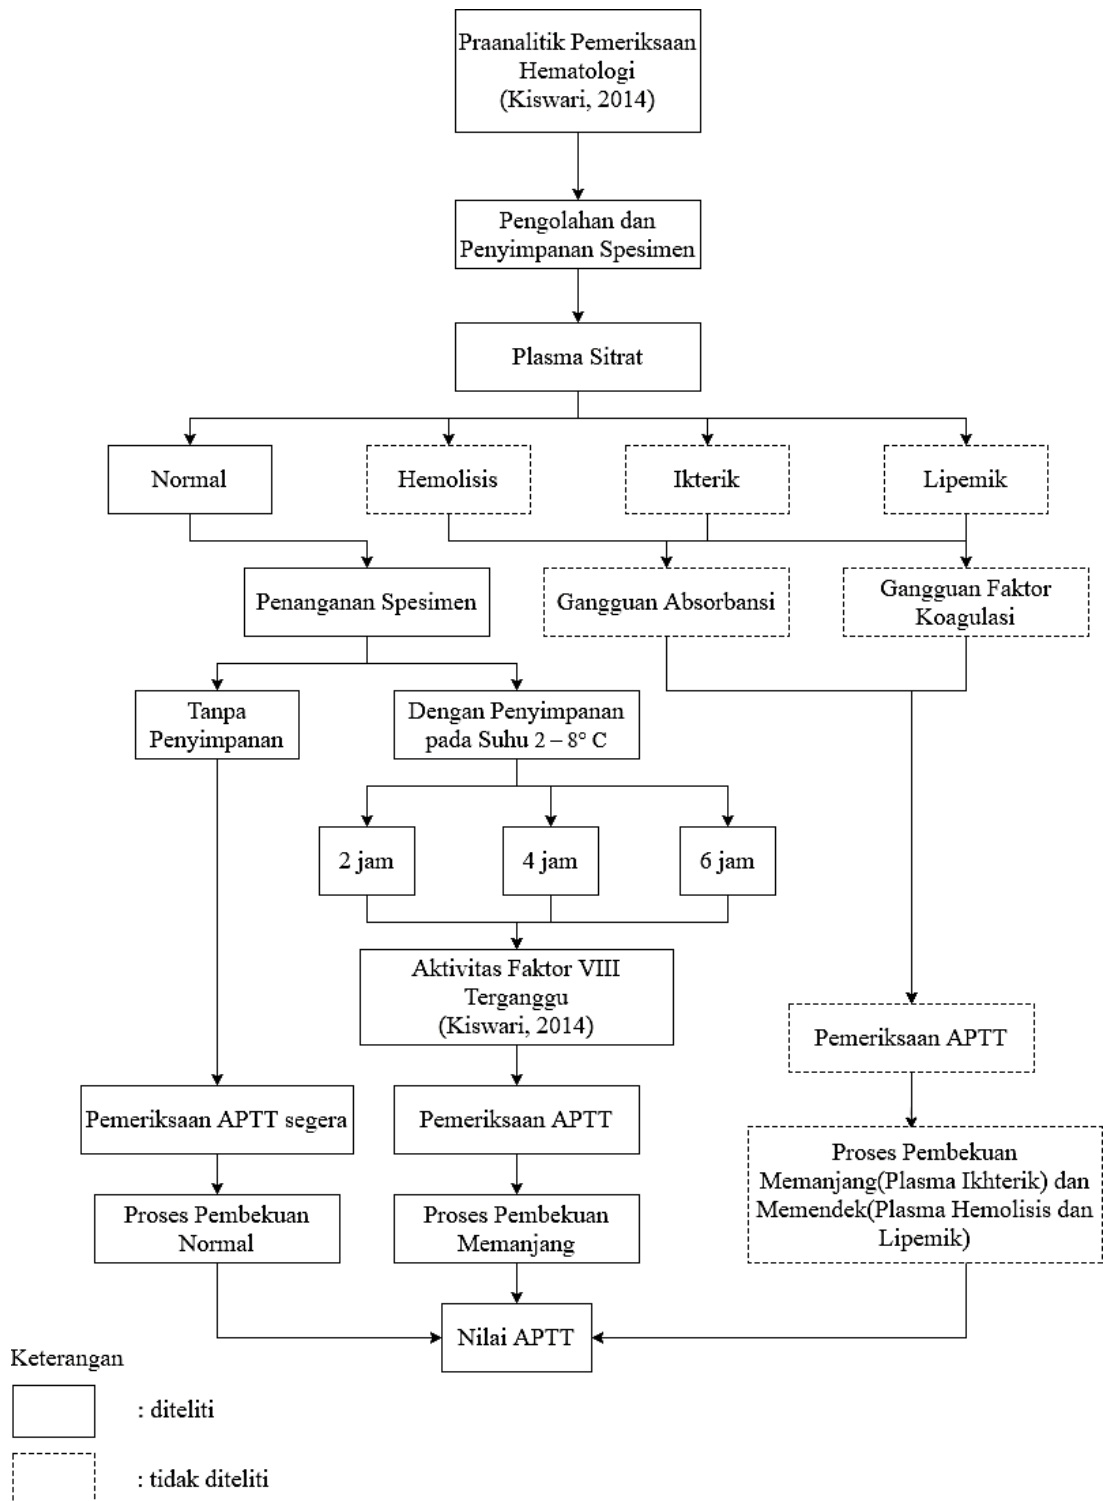 Praanalitik Pemeriksaan
Hematologi
(Kiswari, 2014)
Pengolahan dan
Penyimpanan Spesimen
Plasma Sitrat
Normal
Hemolisis
Ikterik
Lipemik
Penanganan Spesimen
Gangguan Absorbansi
Gangguan Faktor
Koagulasi
Tanpa
Penyimpanan
Dengan Penyimpanan
pada Suhu 2 – 8° C
2 jam
4 jam
6 jam
Aktivitas Faktor VIII
Terganggu
(Kiswari, 2014)
Pemeriksaan APTT
Pemeriksaan APTT segera
Pemeriksaan APTT
Proses Pembekuan
Memanjang(Plasma Ikhterik) dan
Memendek(Plasma Hemolisis dan
Lipemik)
Proses Pembekuan
Normal
Proses Pembekuan
Memanjang
Nilai APTT
Keterangan
: diteliti
: tidak diteliti